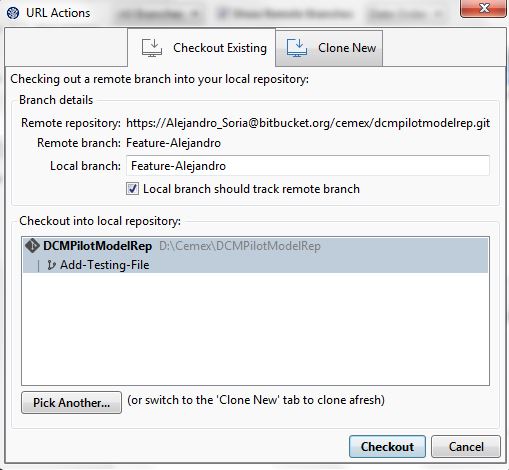 URL Actions
Checkout Existing
Clone New
Checking out a remote branch into your local repository:
Branch details
Remote repository: https://Alejandro_Soria@bitbucket.org/cemex/dcmpilotmodelrep.git
Remote branch: Feature-Alejandro
Local branch: Feature-Alejandro
Local branch should track remote branch
Checkout into local repository:
DCMPilotModelRep D:\Cemex\DCMPilotModelRep
Add-Testing-File
Pick Another... (or switch to the 'Clone New' tab to clone afresh)
Checkout Cancel